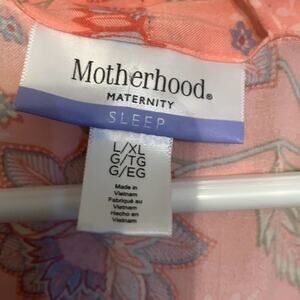 Motherhood®
MATERNITY
SLEEP
L/XL
G/TG
G/EG
Made in
Vietnam
Fabriqué au
Vietnam
Hecho en
Vietnam